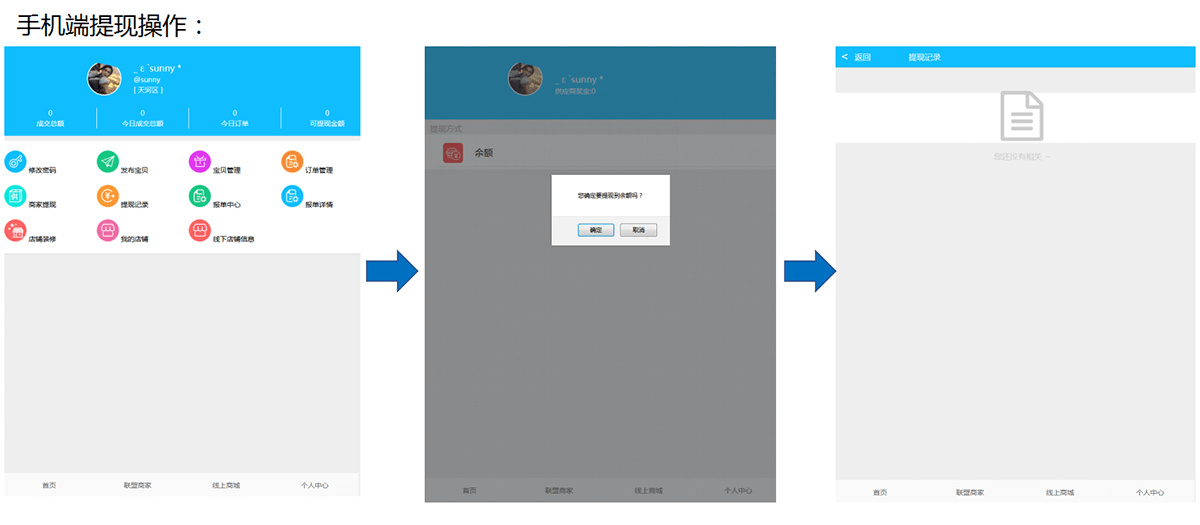 手机端提现操作：
_ ε `sunny *
@sunny
[ 天河区 ]
0 0 0 0
成交总额 今日成交总额 今日订单 可提现金额
修改密码 发布宝贝 宝贝管理 订单管理
商家提现 提现记录 报单中心 报单详情
店铺装修 我的店铺 线下店铺信息
首页 联盟商家 线上商城 个人中心
_ ε `sunny *
供应商奖金:0
提现方式
余额
您确定要提现到余额吗？
确定 取消
首页 联盟商家 线上商城 个人中心
< 返回 提现记录
您还没有相关 ~
首页 联盟商家 线上商城 个人中心